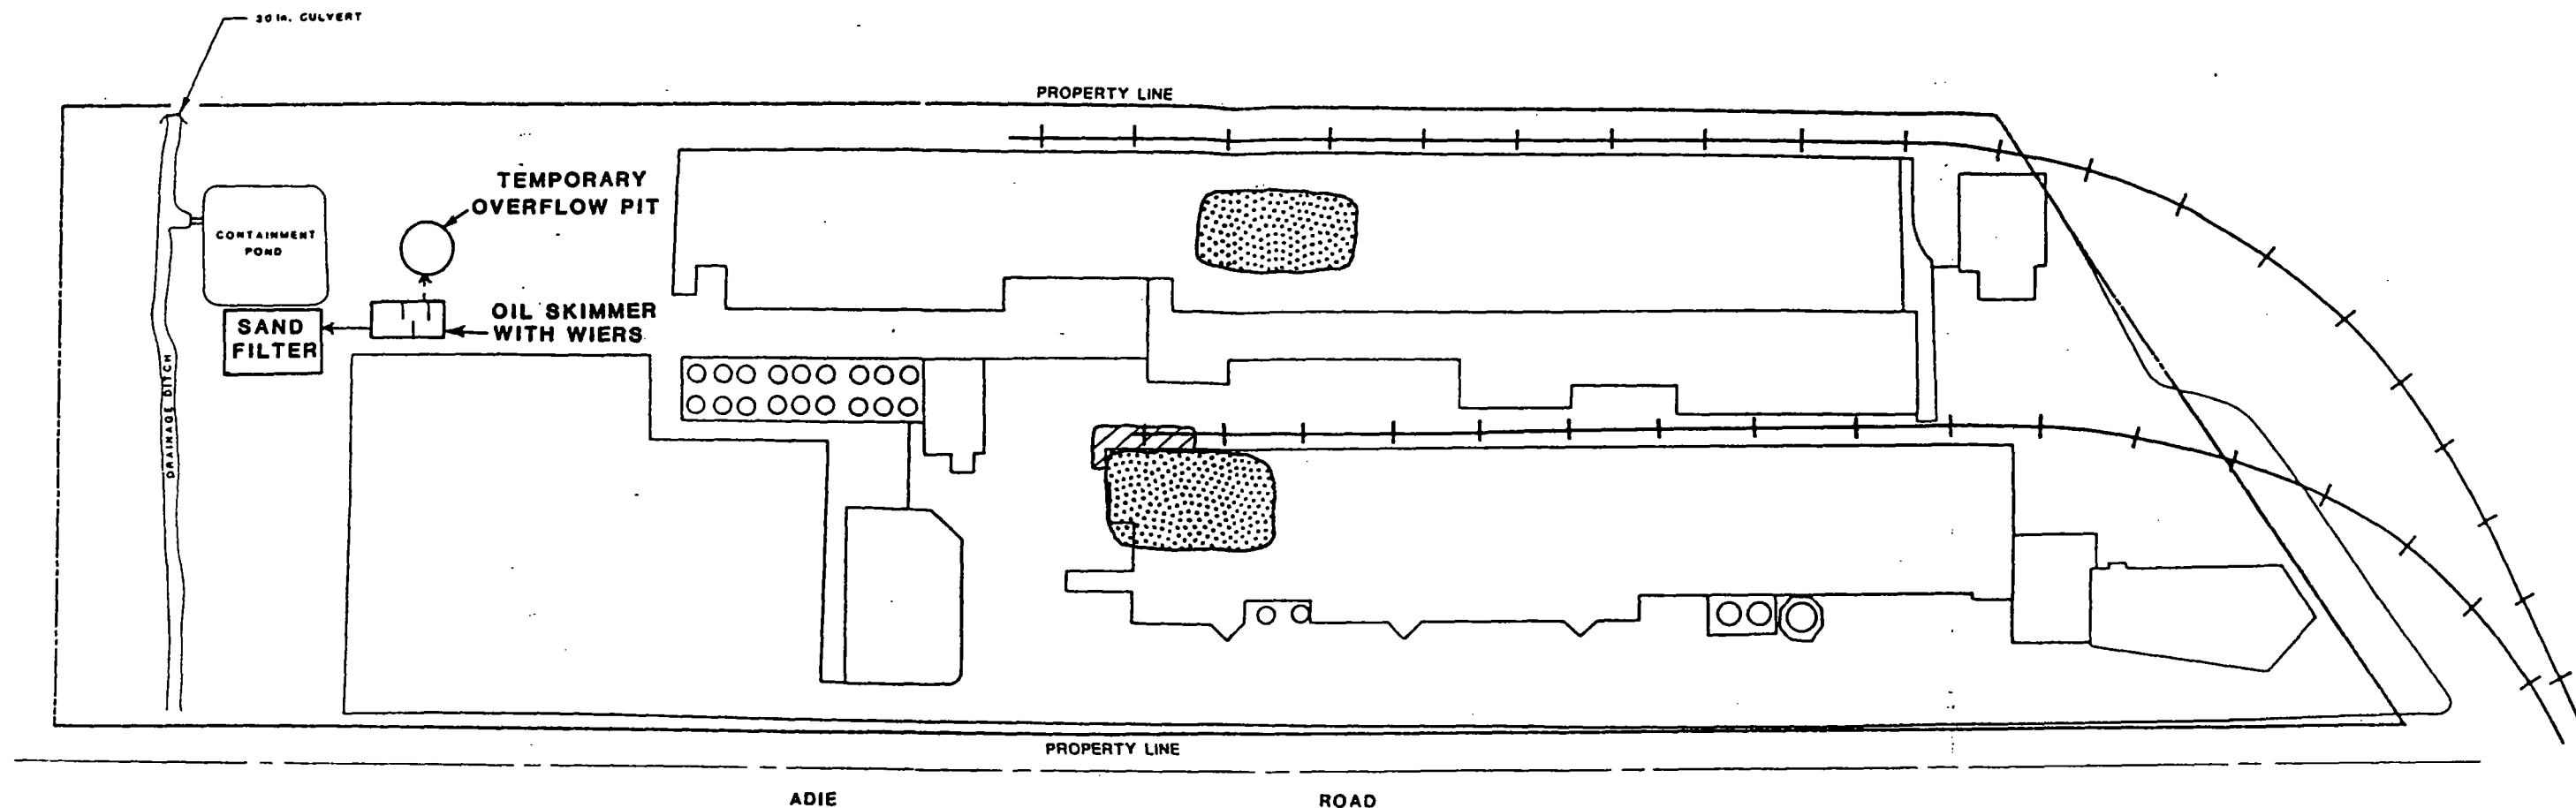 30 in. CULVERT
PROPERTY LINE
TEMPORARY
OVERFLOW PIT
CONTAINMENT
POND
OIL SKIMMER
WITH WIERS
SAND
FILTER
DRAINAGE DITCH
PROPERTY LINE
ADIE ROAD